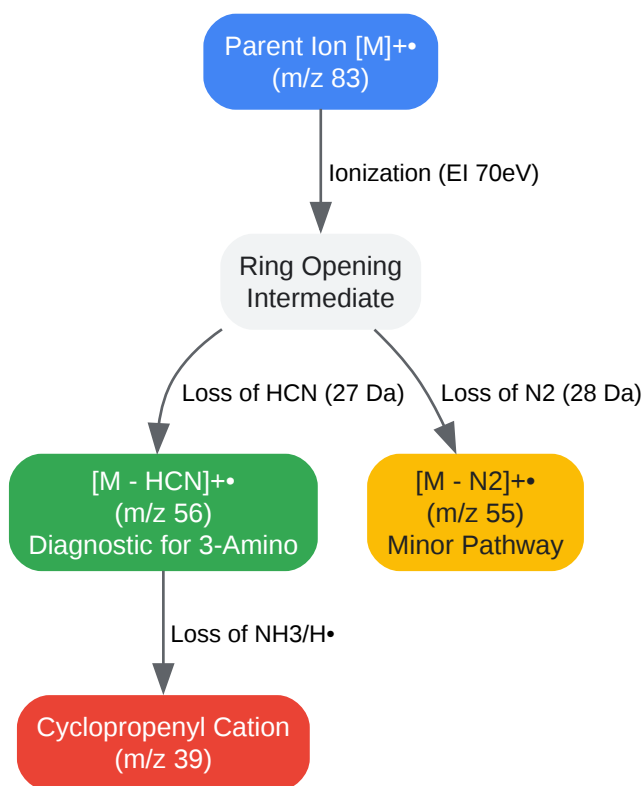 Parent Ion [M]+•
(m/z 83)
Ionization (EI 70eV)
Ring Opening
Intermediate
Loss of HCN (27 Da)
Loss of N2 (28 Da)
[M - HCN]+•
(m/z 56)
Diagnostic for 3-Amino
[M - N2]+•
(m/z 55)
Minor Pathway
Loss of NH3/H•
Cyclopropenyl Cation
(m/z 39)